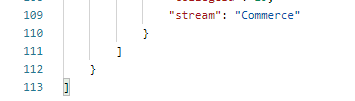 109 "stream": "Commerce"
110 }
111 ]
112 }
113 ]